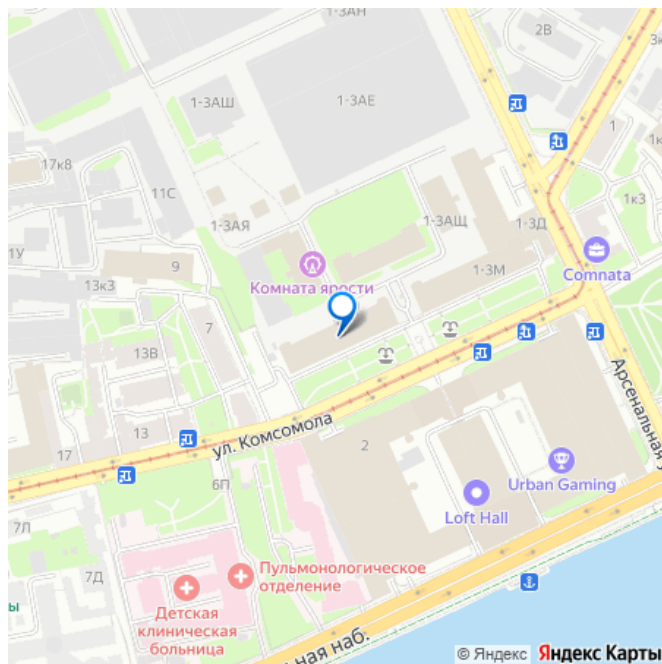 1-3АН
2В
1-3АШ
1-3АЕ
17к8
11С
1
1к3
1-3АЯ
1-3АЩ
1-3Д
1У
9
Комната ярости
1-3М
Comnata
13к3
7
13В
Арсенальная
13
ул. Комсомола
2
17
6П
Urban Gaming
Loft Hall
7Л
7Д
Пульмонологическое
отделение
Детская
клиническая
больница
ьная наб.
© Яндекс Яндекс Карты